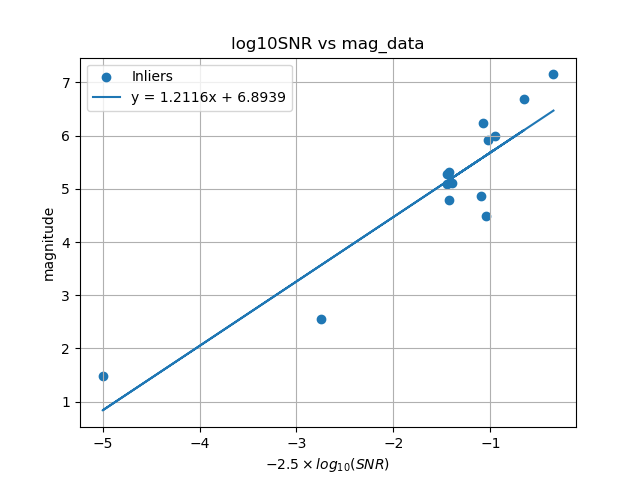 log10SNR vs mag_data
Inliers
y = 1.2116x + 6.8939
7
6
5
4
3
2
1
magnitude
−5 −4 −3 −2 −1
−2.5 × log₁₀(SNR)